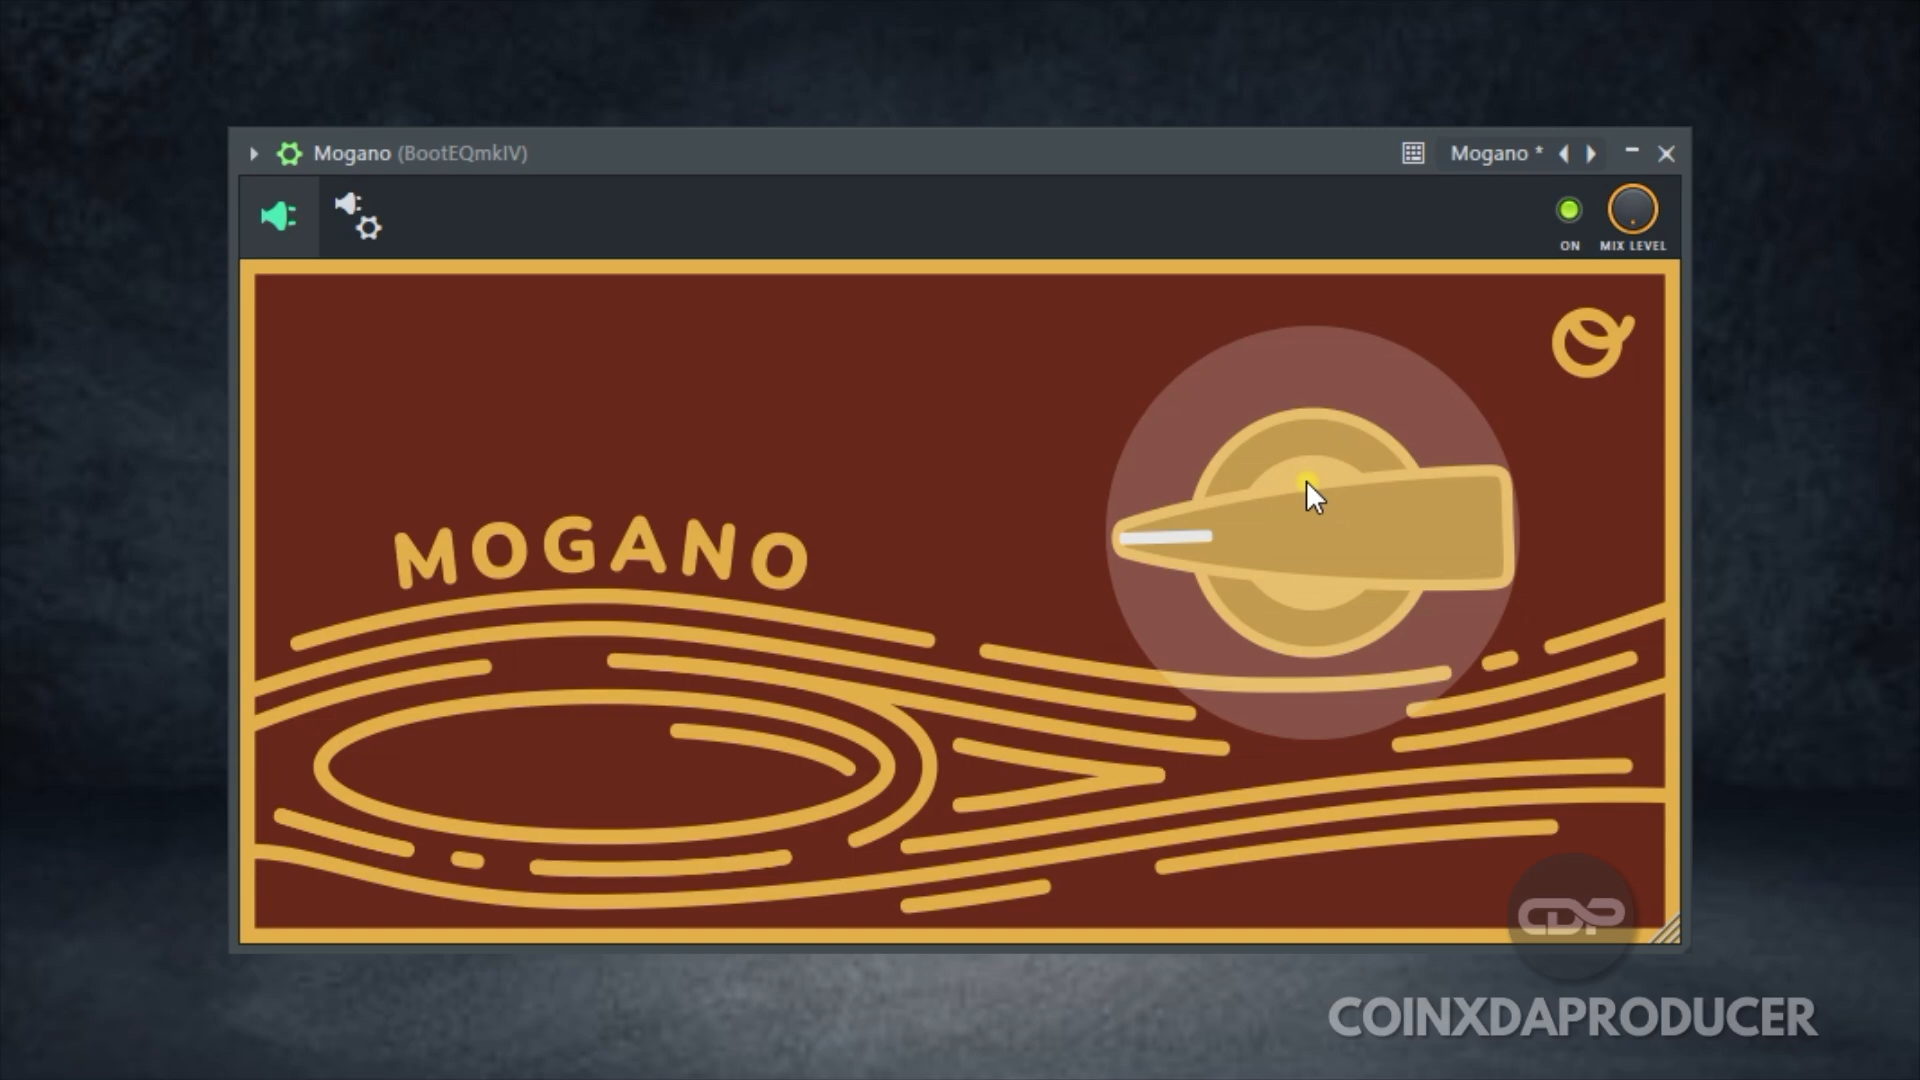 Mogano (BootEQmkIV)
Mogano *
ON
MIX LEVEL
MOGANO
CDP
COINXDAPRODUCER